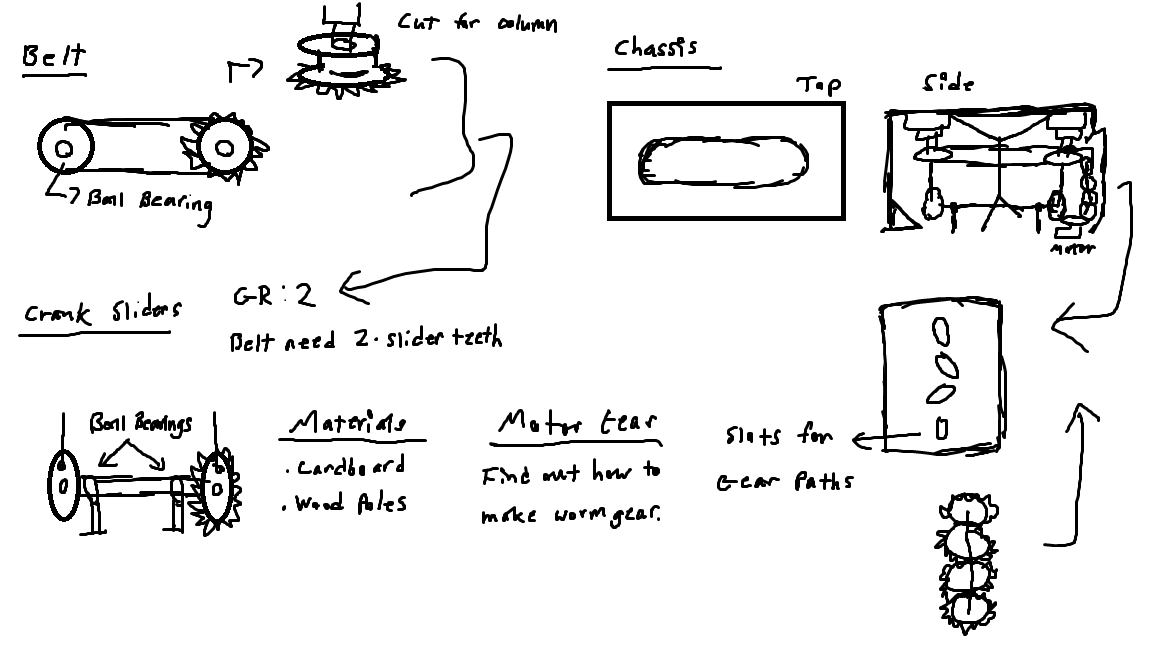 Belt
Cut for column
Ball Bearing
Chassis
Top
Side
Motor
Crank Sliders
GR: 2
Belt need 2·slider teeth
Ball Bearings
Materials
· Cardboard
· Wood Poles
Motor Gear
Find out how to
make worm gear.
Slots for
Gear Paths